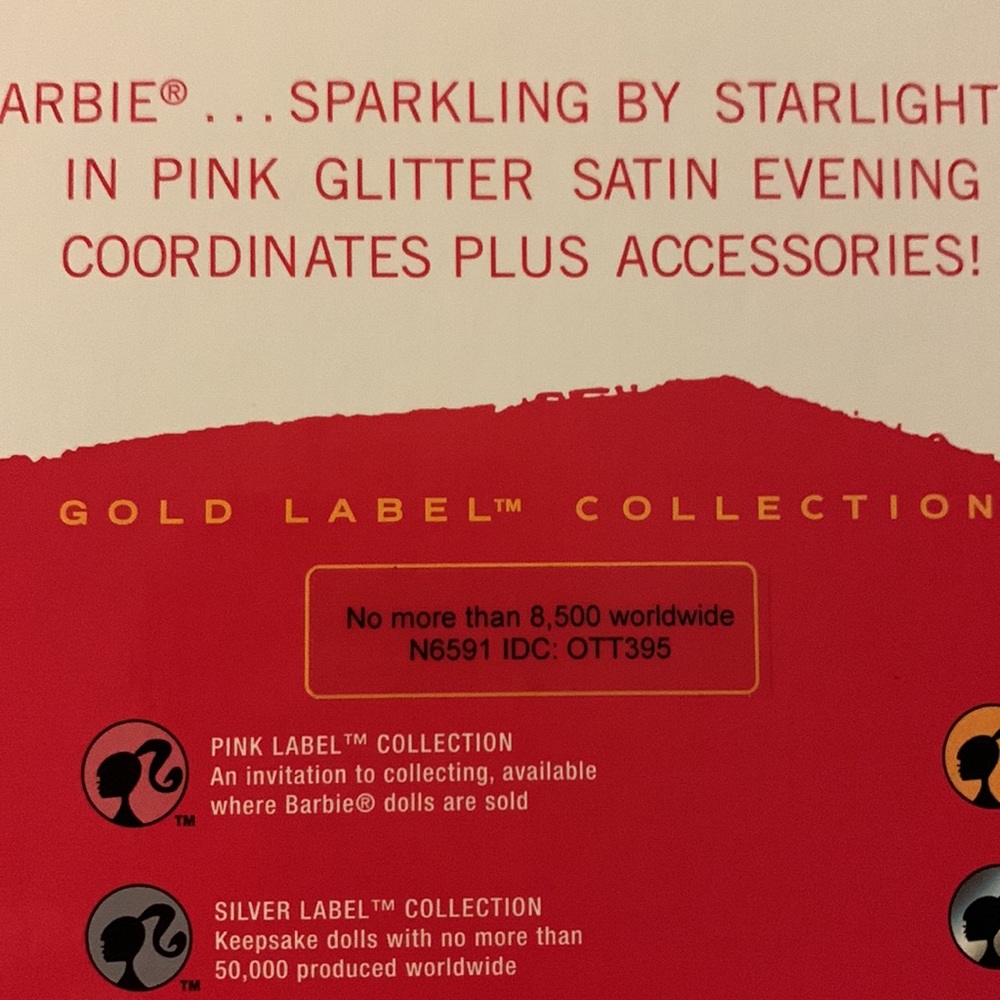 ARBIE® ... SPARKLING BY STARLIGHT
IN PINK GLITTER SATIN EVENING
COORDINATES PLUS ACCESSORIES!
GOLD LABEL™ COLLECTION
No more than 8,500 worldwide
N6591 IDC: OTT395
PINK LABEL™ COLLECTION
An invitation to collecting, available
where Barbie® dolls are sold
TM
SILVER LABEL™ COLLECTION
Keepsake dolls with no more than
50,000 produced worldwide
TM